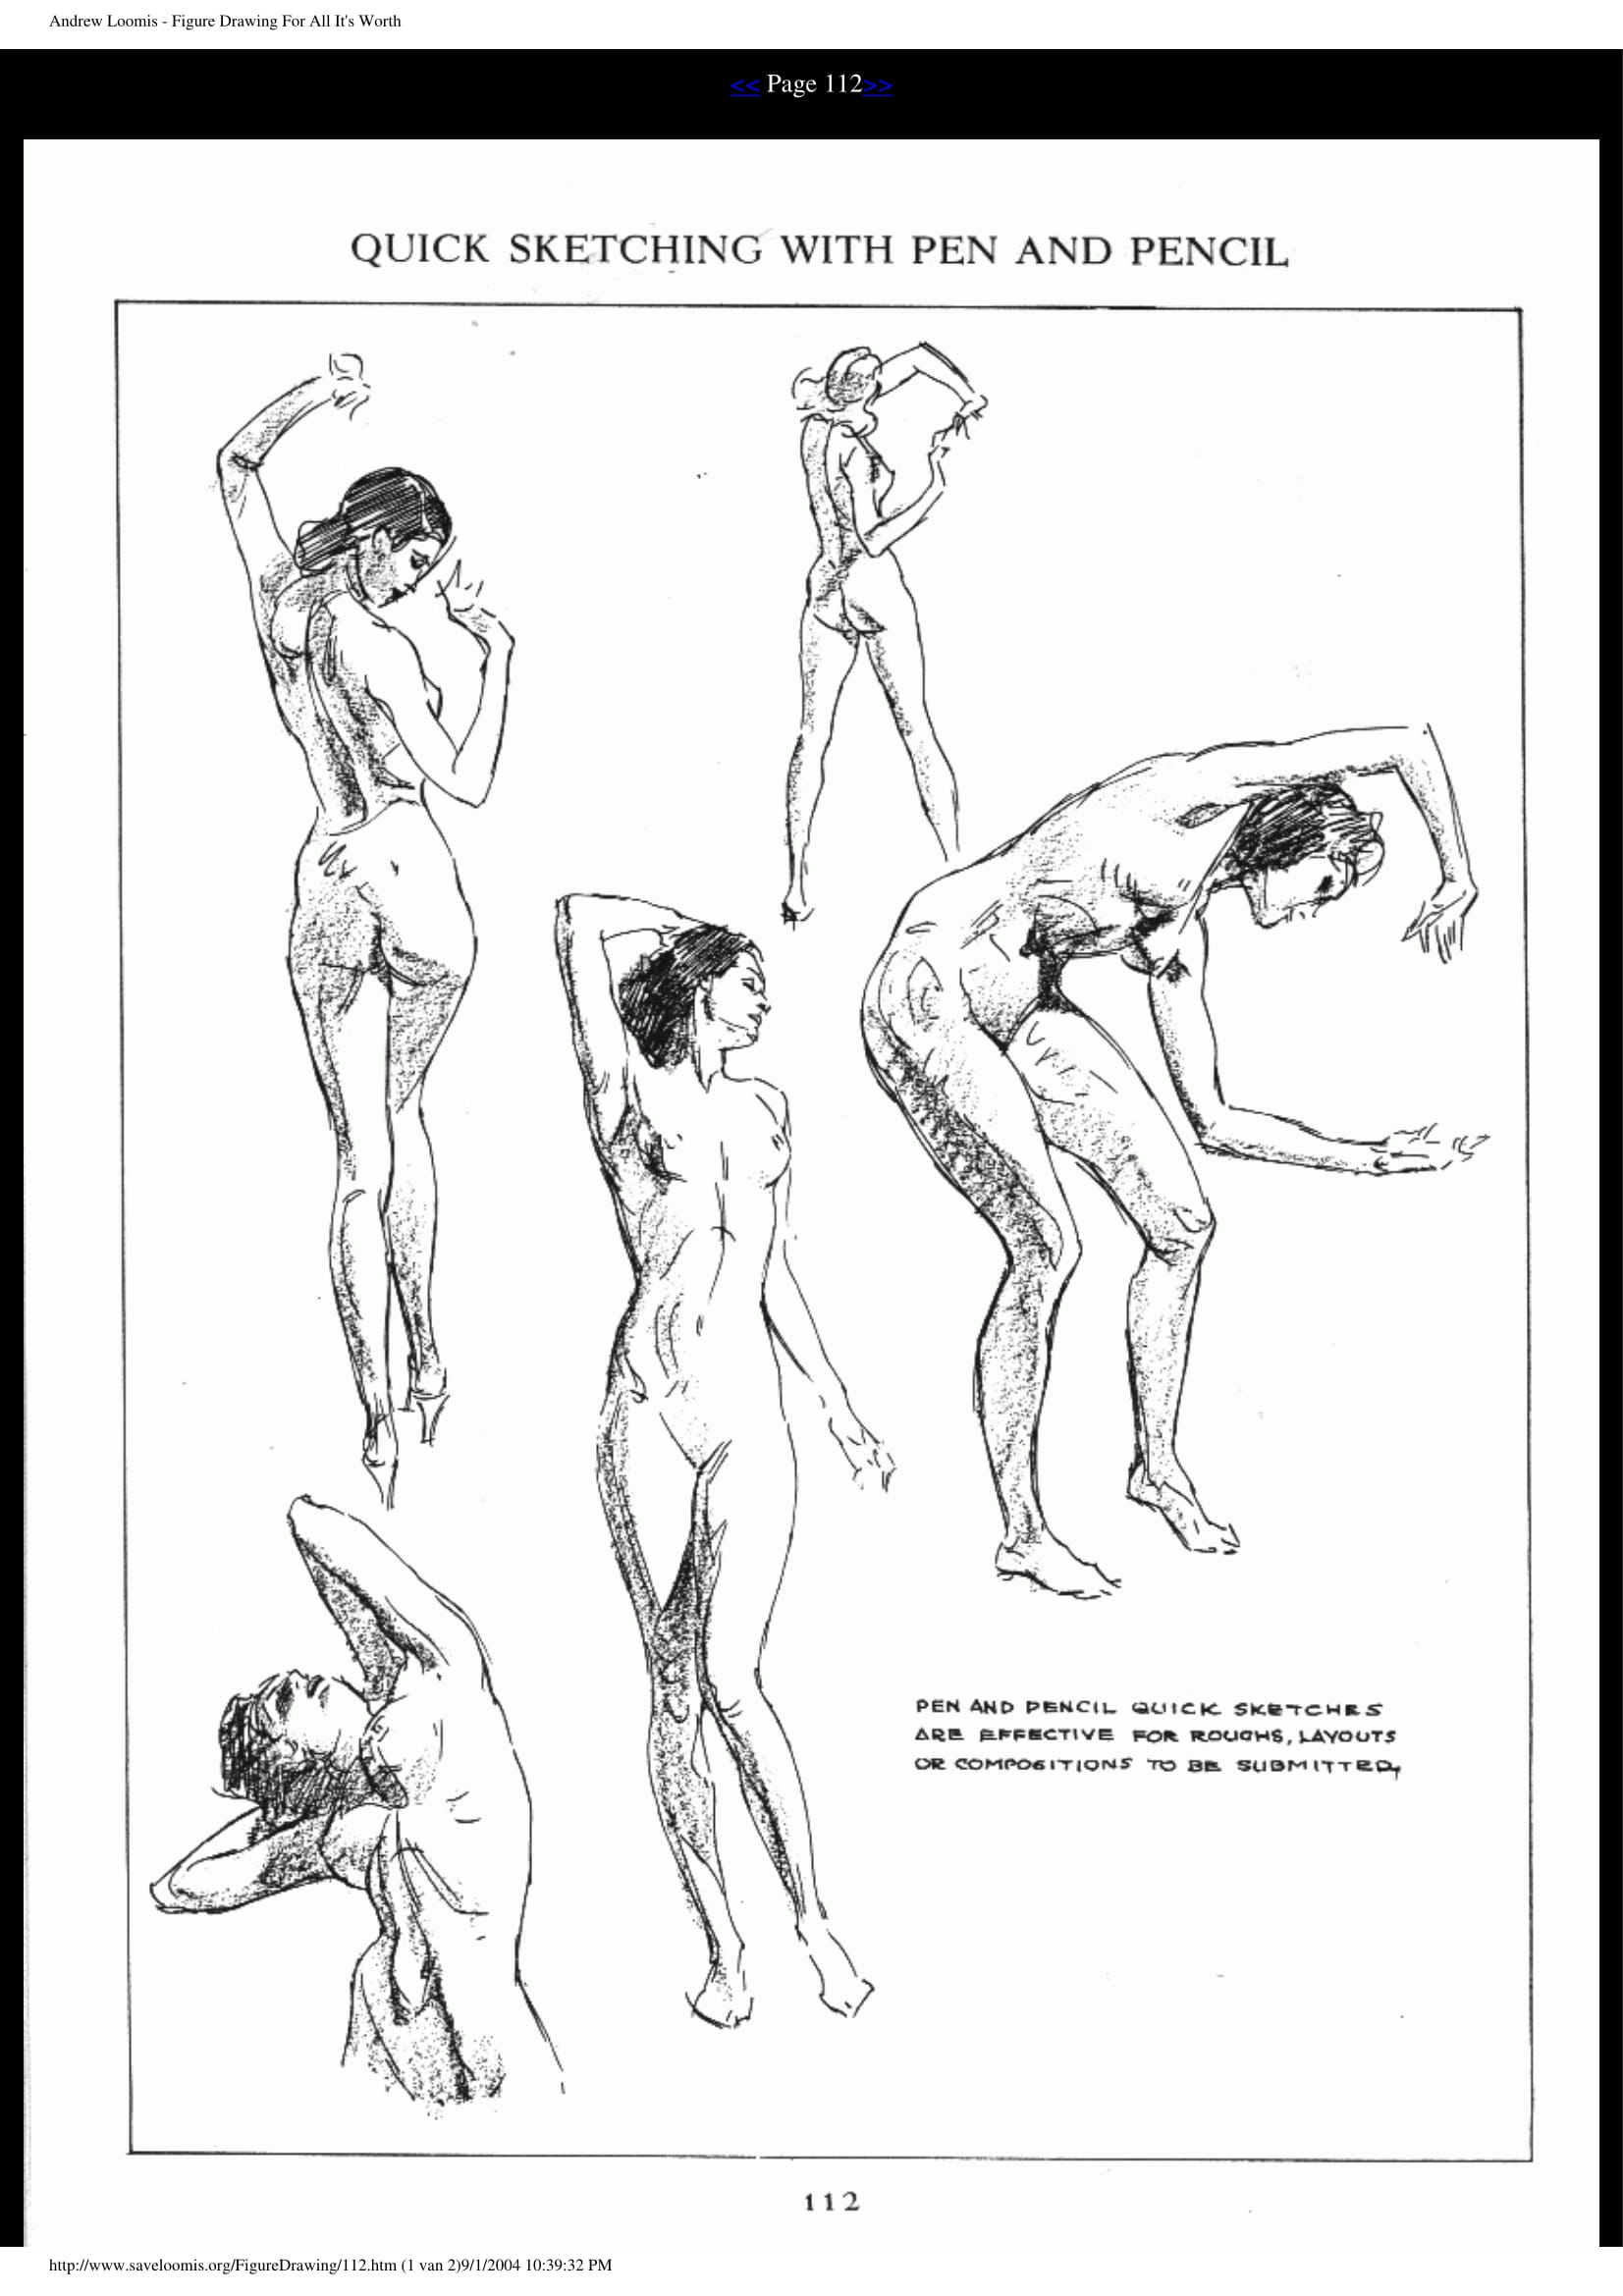 Andrew Loomis - Figure Drawing For All It's Worth
<< Page 112>>
QUICK SKETCHING WITH PEN AND PENCIL
PEN AND PENCIL QUICK SKETCHES
ARE EFFECTIVE FOR ROUGHS, LAYOUTS
OR COMPOSITIONS TO BE SUBMITTED,
112
http://www.saveloomis.org/FigureDrawing/112.htm (1 van 2)9/1/2004 10:39:32 PM